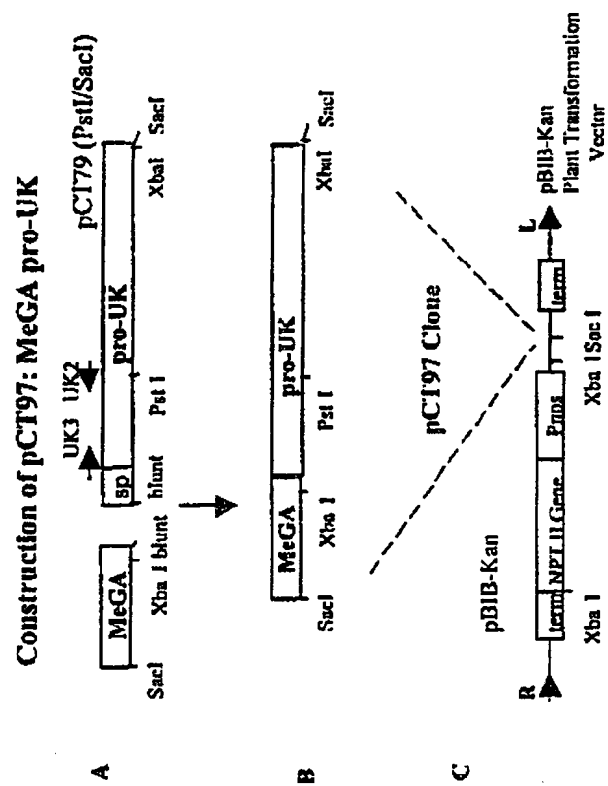 Construction of pCT97: MeGA pro-UK
A
UK3 UK2
pCT79 (PstI/SacI)
MeGA
sp
pro-UK
SacI Xba I blunt blunt Pst I XbaI SacI
B
MeGA
pro-UK
SacI Xba I Pst I XbaI SacI
C
pCT97 Clone
pBIB-Kan
R
term
NPT II Gene
Pnos
term
L
pBIB-Kan
Plant Transformation
Vector
Xba I Xba I Sac I